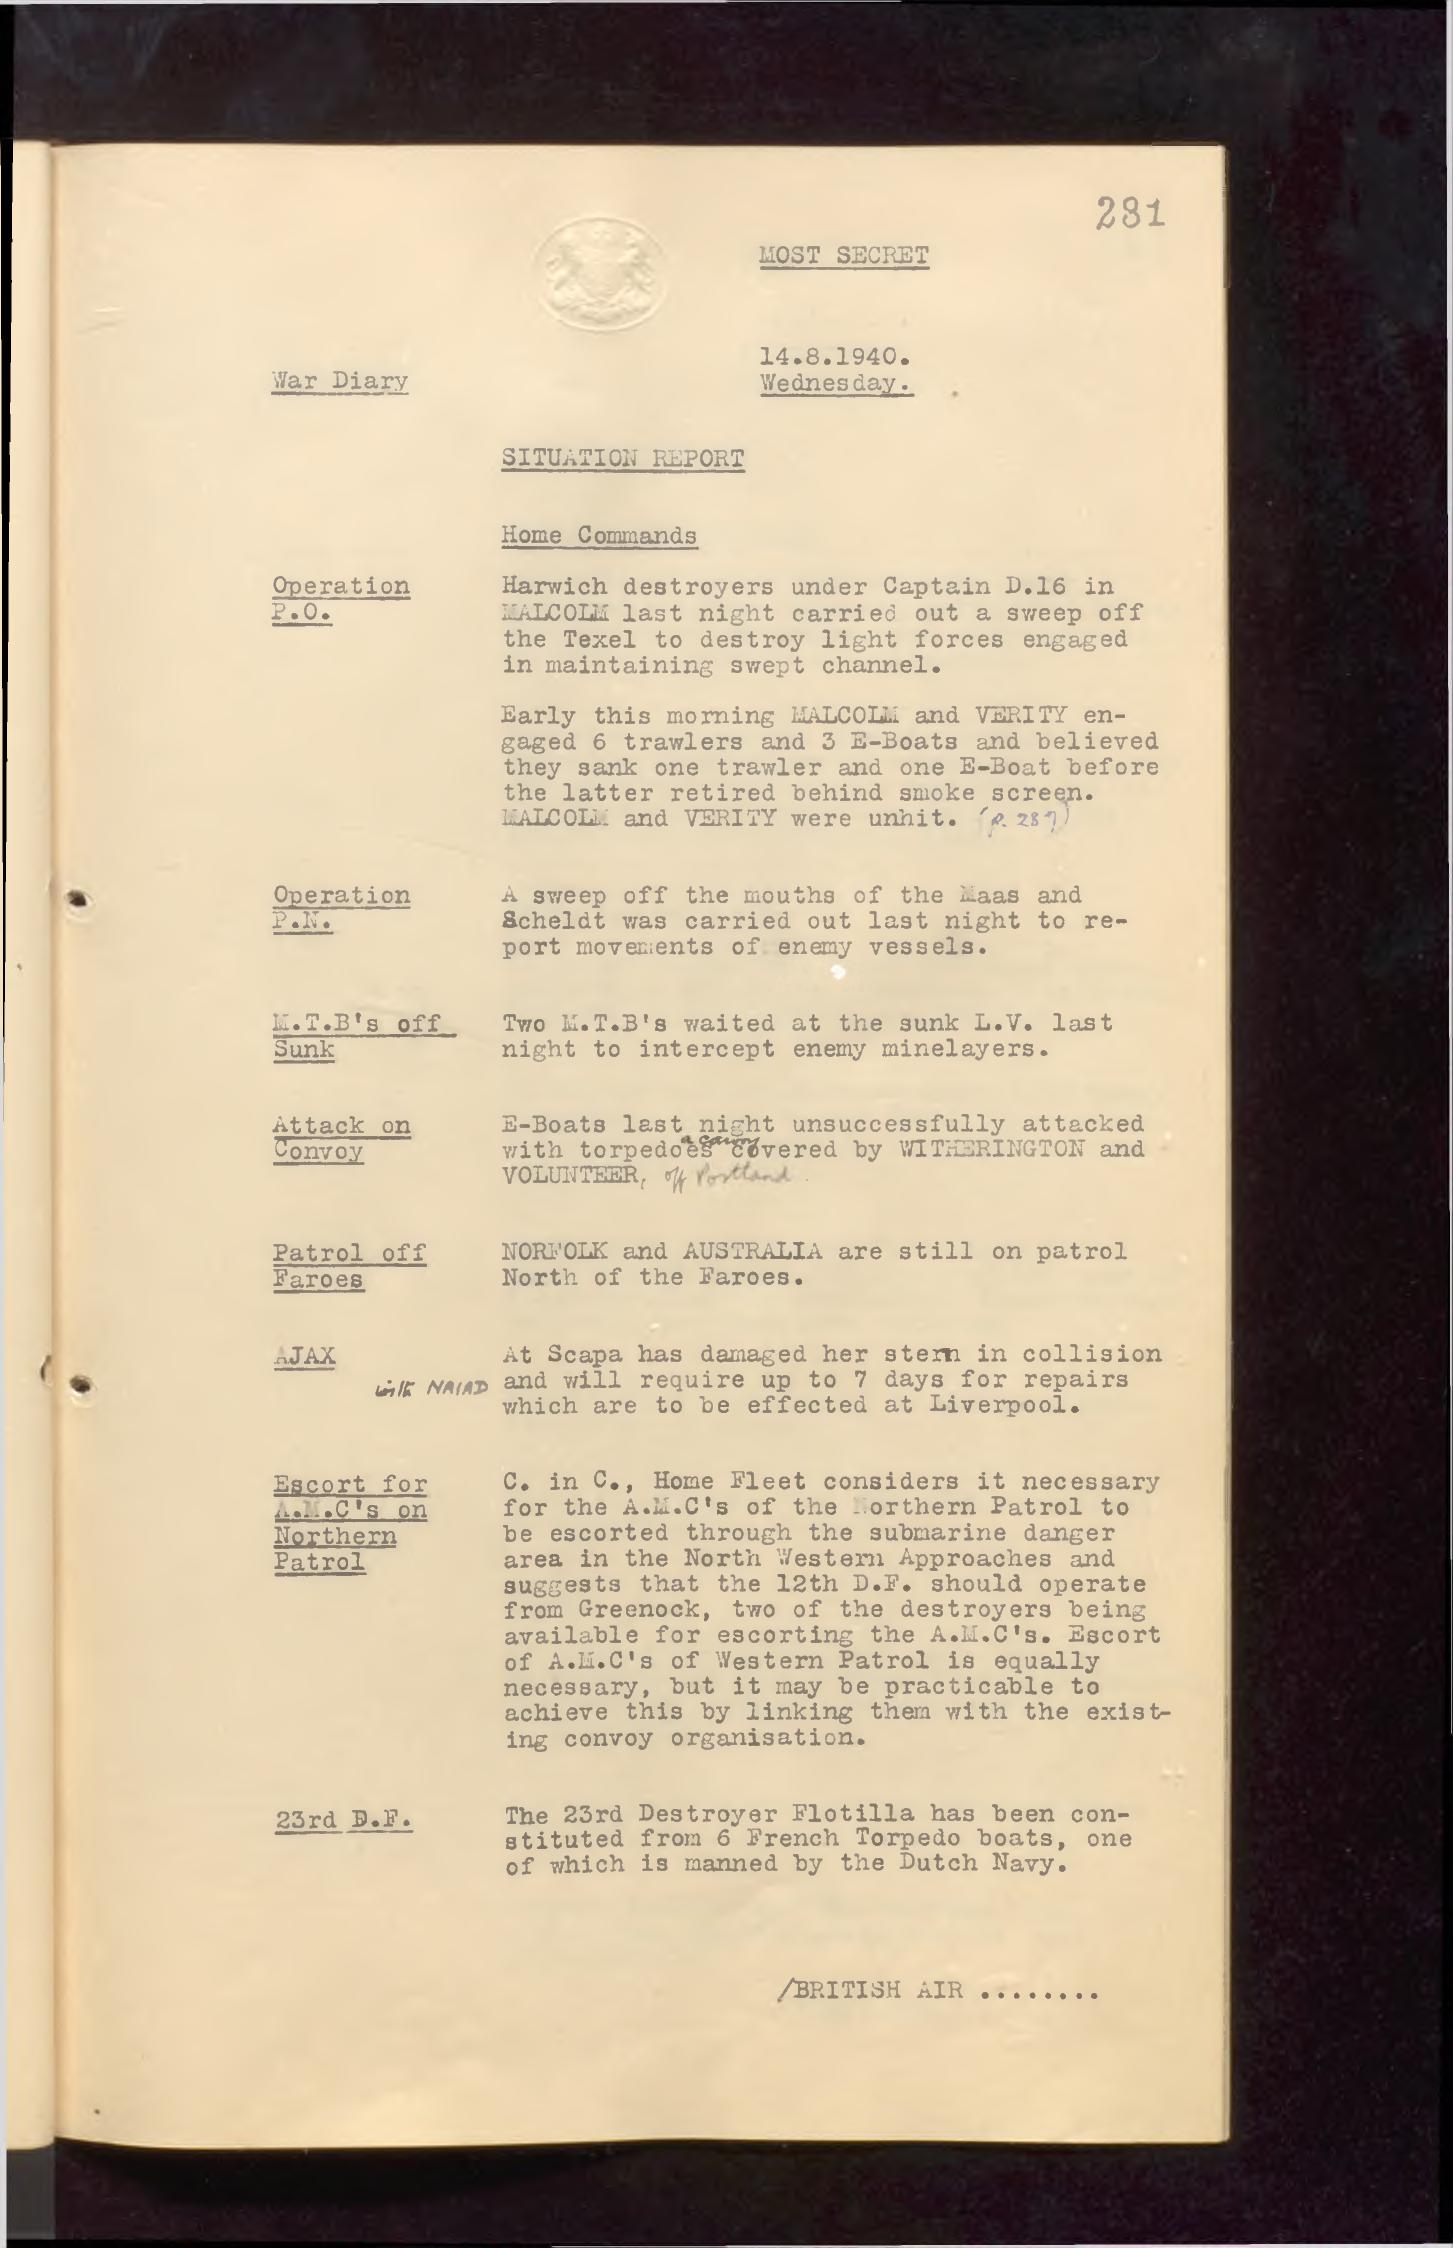 281
MOST SECRET
14.8.1940.
War Diary
Wednesday.
SITUATION REPORT
Home Commands
Operation P.O.
Harwich destroyers under Captain D.16 in
MALCOLM last night carried out a sweep off
the Texel to destroy light forces engaged
in maintaining swept channel.
Early this morning MALCOLM and VERITY en-
gaged 6 trawlers and 3 E-Boats and believed
they sank one trawler and one E-Boat before
the latter retired behind smoke screen.
MALCOLM and VERITY were unhit. (p. 287)
Operation P.N.
A sweep off the mouths of the Maas and
Scheldt was carried out last night to re-
port movements of enemy vessels.
M.T.B's off Sunk
Two M.T.B's waited at the sunk L.V. last
night to intercept enemy minelayers.
Attack on Convoy
E-Boats last night unsuccessfully attacked
a convoy
with torpedoes covered by WITHERINGTON and
VOLUNTEER, off Portland
Patrol off Faroes
NORFOLK and AUSTRALIA are still on patrol
North of the Faroes.
AJAX
with NAIAD
At Scapa has damaged her stem in collision
and will require up to 7 days for repairs
which are to be effected at Liverpool.
Escort for A.M.C's on Northern Patrol
C. in C., Home Fleet considers it necessary
for the A.M.C's of the Northern Patrol to
be escorted through the submarine danger
area in the North Western Approaches and
suggests that the 12th D.F. should operate
from Greenock, two of the destroyers being
available for escorting the A.M.C's. Escort
of A.M.C's of Western Patrol is equally
necessary, but it may be practicable to
achieve this by linking them with the exist-
ing convoy organisation.
23rd D.F.
The 23rd Destroyer Flotilla has been con-
stituted from 6 French Torpedo boats, one
of which is manned by the Dutch Navy.
/BRITISH AIR ........